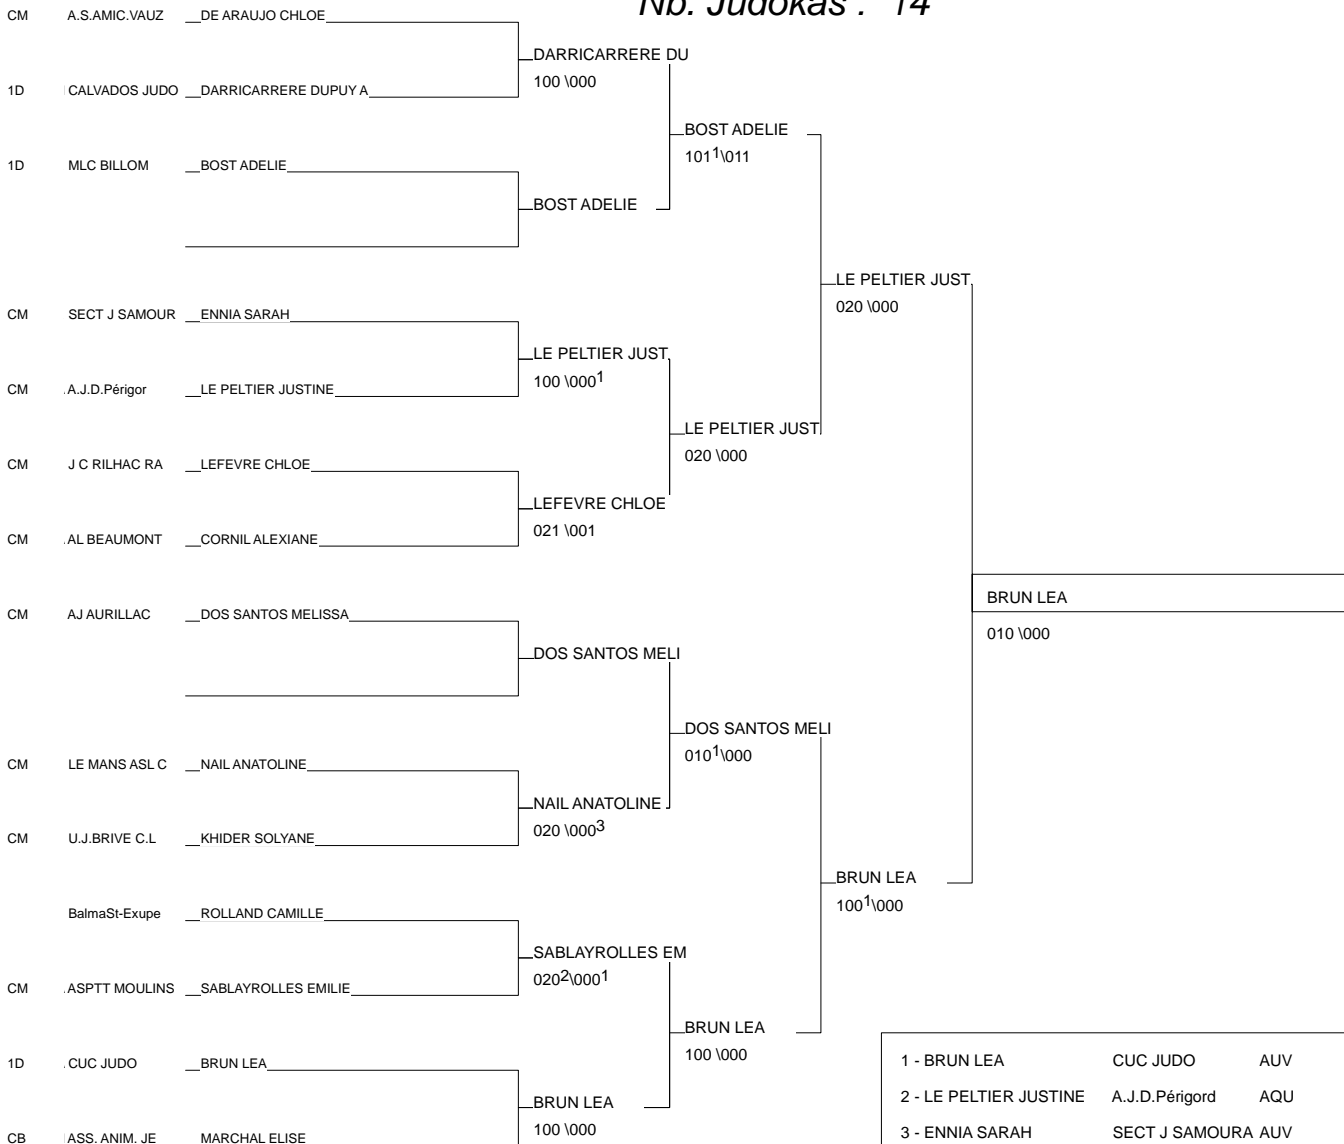 Nb. Judokas : 14
CM A.S.AMIC.VAUZ DE ARAUJO CHLOE
DARRICARRERE DU
100 \000
1D CALVADOS JUDO DARRICARRERE DUPUY A
BOST ADELIE
101¹\011
1D MLC BILLOM BOST ADELIE
BOST ADELIE
LE PELTIER JUST
020 \000
CM SECT J SAMOUR ENNIA SARAH
LE PELTIER JUST
100 \000¹
CM A.J.D.Périgor LE PELTIER JUSTINE
LE PELTIER JUST
020 \000
CM J C RILHAC RA LEFEVRE CHLOE
LEFEVRE CHLOE
021 \001
CM AL BEAUMONT CORNIL ALEXIANE
BRUN LEA
010 \000
CM AJ AURILLAC DOS SANTOS MELISSA
DOS SANTOS MELI
DOS SANTOS MELI
010¹\000
CM LE MANS ASL C NAIL ANATOLINE
NAIL ANATOLINE
020 \000³
CM U.J.BRIVE C.L KHIDER SOLYANE
BRUN LEA
100¹\000
BalmaSt-Exupe ROLLAND CAMILLE
SABLAYROLLES EM
020²\000¹
CM ASPTT MOULINS SABLAYROLLES EMILIE
BRUN LEA
100 \000
1D CUC JUDO BRUN LEA
BRUN LEA
100 \000
CB ASS. ANIM. JE MARCHAL ELISE
1 - BRUN LEA CUC JUDO AUV
2 - LE PELTIER JUSTINE A.J.D.Périgord AQU
3 - ENNIA SARAH SECT J SAMOURA AUV